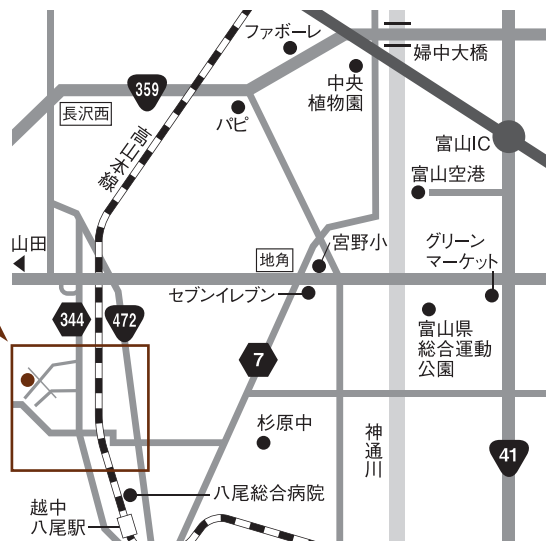 ファボーレ
婦中大橋
359
中央
植物園
長沢西
パピ
富山IC
高山本線
富山空港
山田
宮野小
グリーン
マーケット
地角
セブンイレブン
344
472
富山県
総合運動
公園
7
杉原中
神通川
41
八尾総合病院
越中
八尾駅